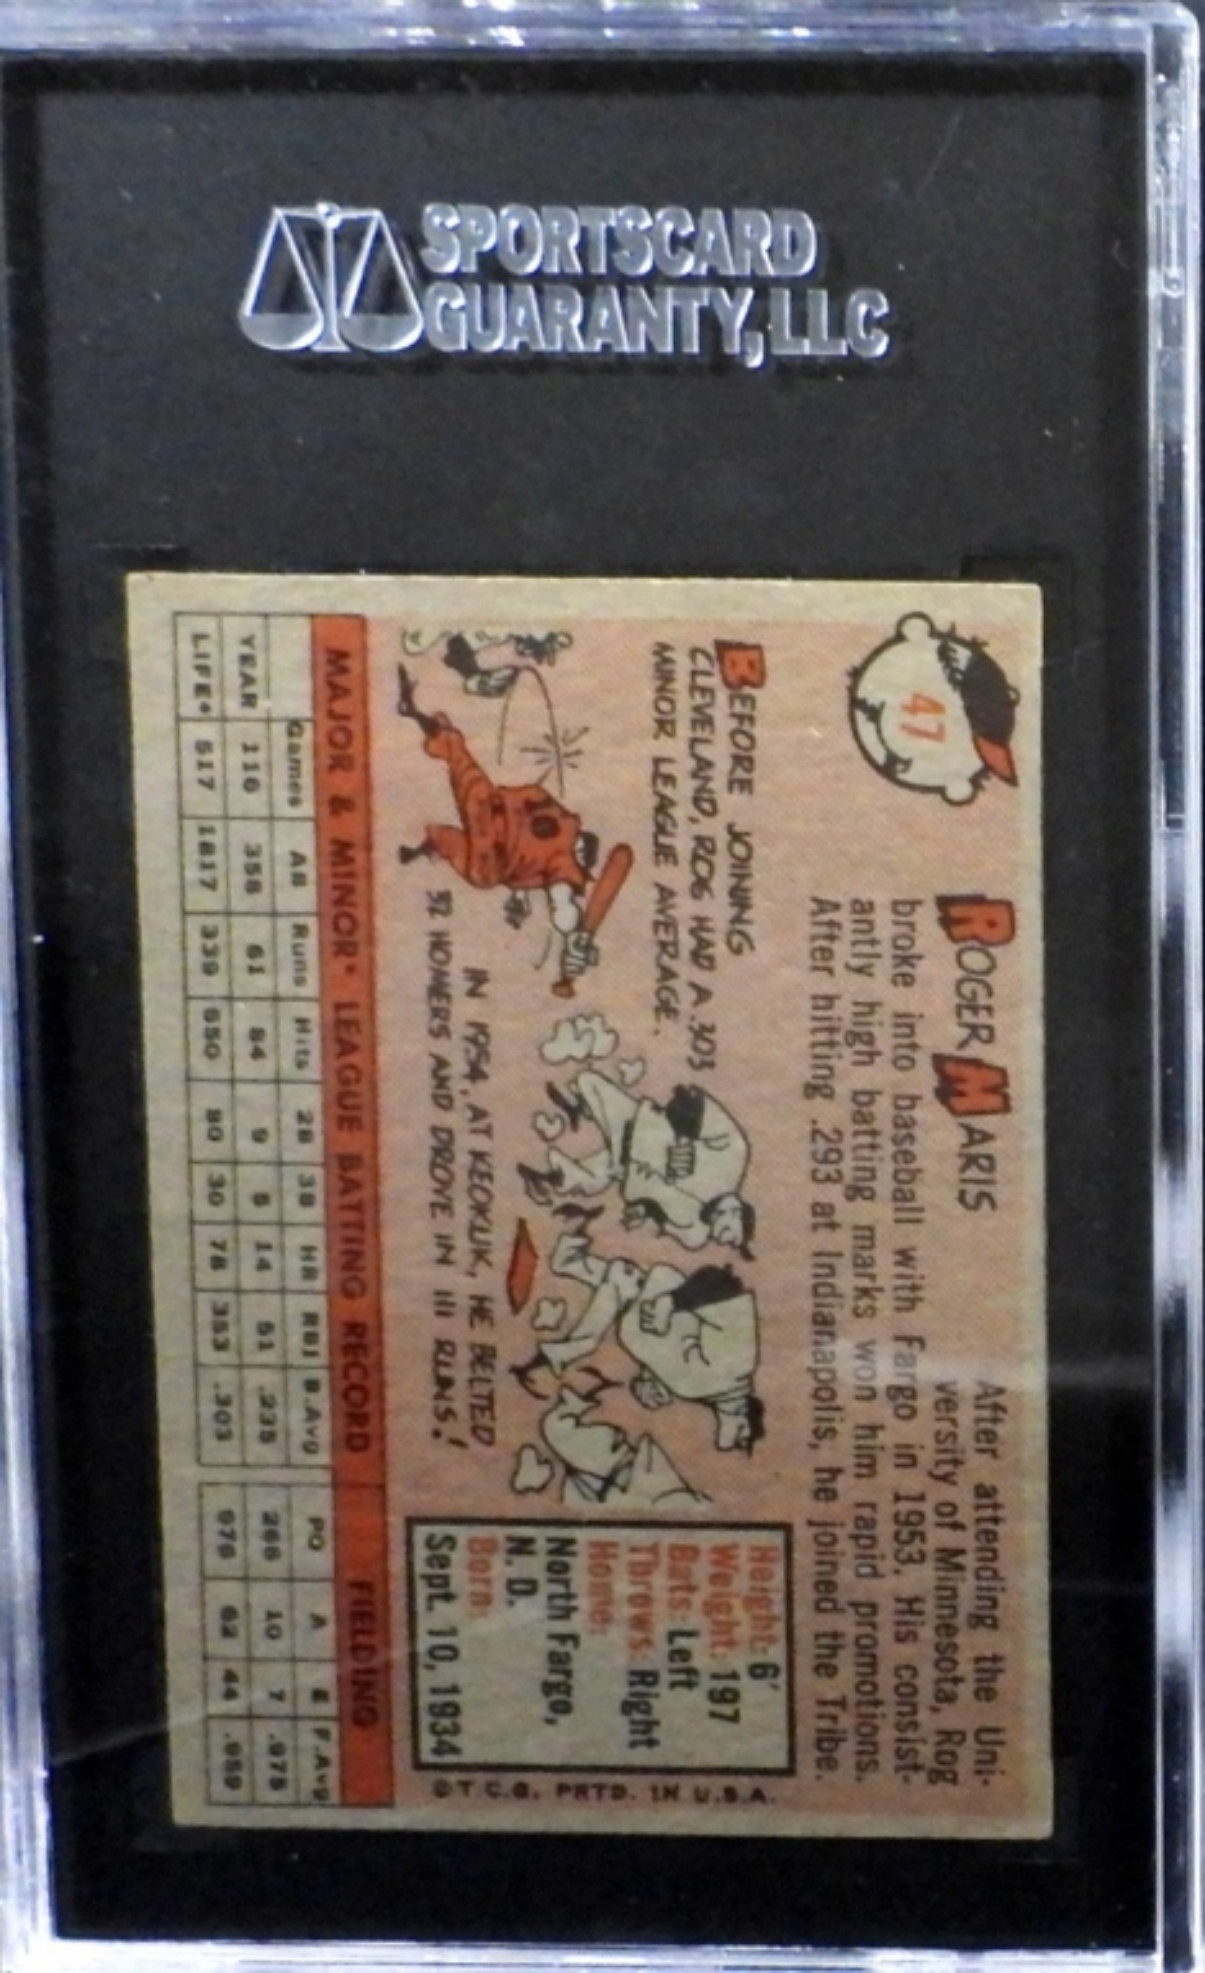 SPORTSCARD
GUARANTY, LLC
47
ROGER MARIS
After attending the Uni-
versity of Minnesota, Rog
broke into baseball with Fargo in 1953. His consist-
antly high batting marks won him rapid promotions.
After hitting .293 at Indianapolis, he joined the Tribe.
BEFORE JOINING
CLEVELAND, ROG HAD A .303
MINOR LEAGUE AVERAGE.
10
IN 1954, AT KEOKUK, HE BELTED
32 HOMERS AND DROVE IN 111 RUNS!
Height: 6'
Weight: 197
Bats: Left
Throws: Right
Home:
North Fargo,
N. D.
Born:
Sept. 10, 1934
© T.C.G. PRTD. IN U.S.A.
MAJOR & MINOR* LEAGUE BATTING RECORD FIELDING
Games AB Runs Hits 2B 3B HR RBI B.Avg PO A E F.Avg
YEAR 116 358 61 84 9 5 14 51 .235 266 10 7 .975
LIFE* 517 1817 339 550 90 30 78 353 .303 976 62 44 .959